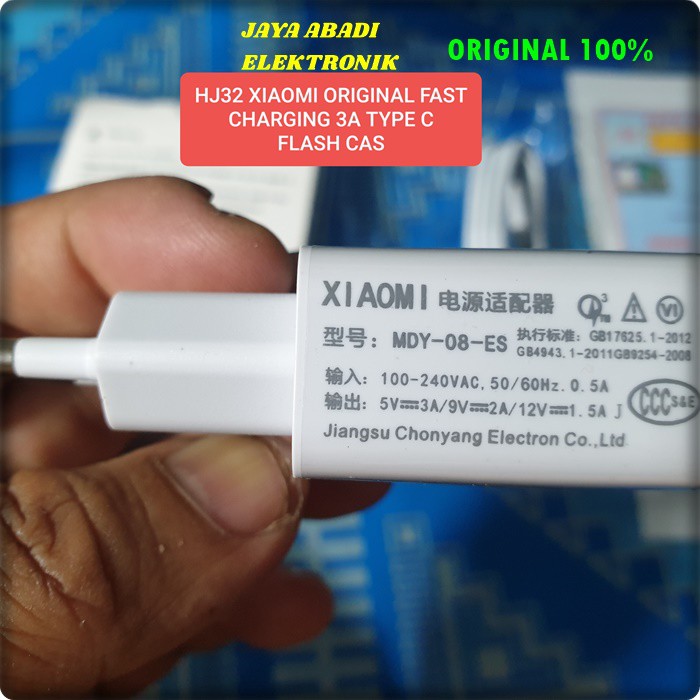 JAYA ABADI
ELEKTRONIK
ORIGINAL 100%
HJ32 XIAOMI ORIGINAL FAST
CHARGING 3A TYPE C
FLASH CAS
XIAOMI 电源适配器
型号: MDY-08-ES
执行标准: GB17625.1-2012
GB4943.1-2011GB9254-2008
输入: 100-240VAC, 50/60Hz. 0.5A
输出: 5V⎓3A/9V⎓2A/12V⎓1.5A J
CCC S&E
Jiangsu Chonyang Electron Co.,Ltd
VI